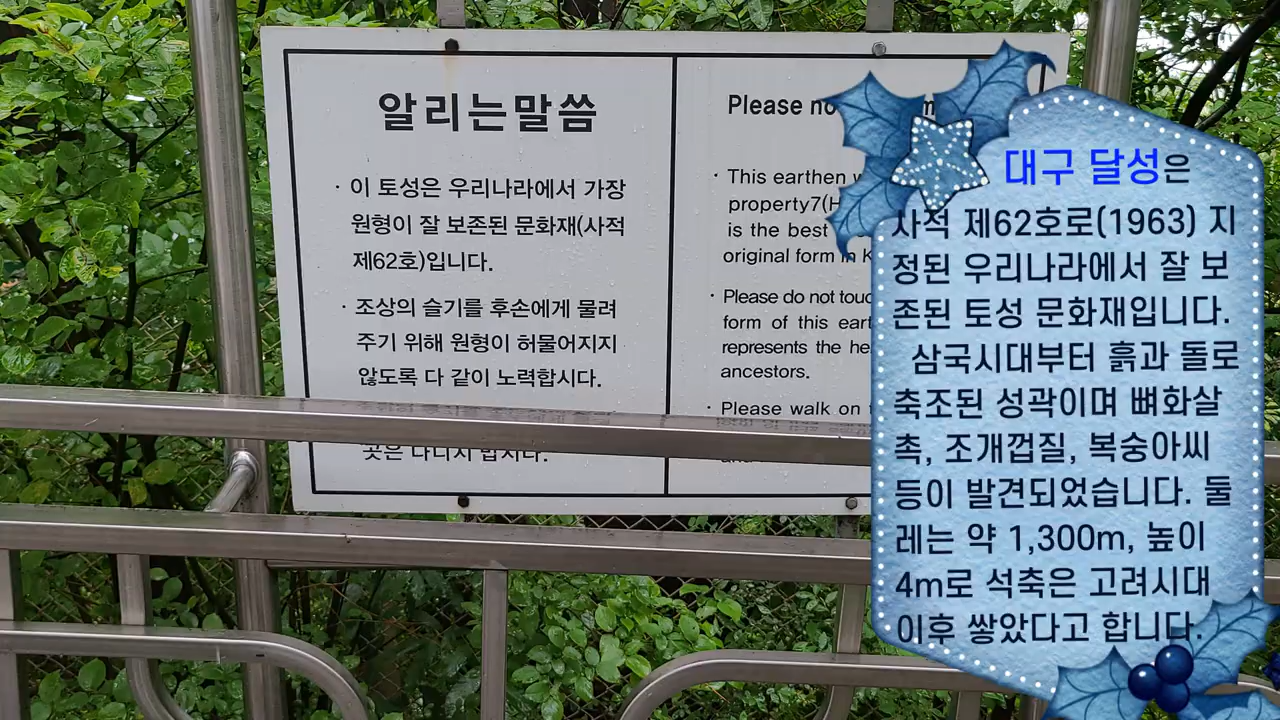 알리는말씀
· 이 토성은 우리나라에서 가장
원형이 잘 보존된 문화재(사적
제62호)입니다.
· 조상의 슬기를 후손에게 물려
주기 위해 원형이 허물어지지
않도록 다 같이 노력합시다.
곳은 다니지 맙시다.
Please
· This earthen
property7(H
is the best
original form in K
· Please do not touc
form of this eart
represents the he
ancestors.
· Please walk on
대구 달성은
사적 제62호로(1963) 지
정된 우리나라에서 잘 보
존된 토성 문화재입니다.
삼국시대부터 흙과 돌로
축조된 성곽이며 뼈화살
촉, 조개껍질, 복숭아씨
등이 발견되었습니다. 둘
레는 약 1,300m, 높이
4m로 석축은 고려시대
이후 쌓았다고 합니다.